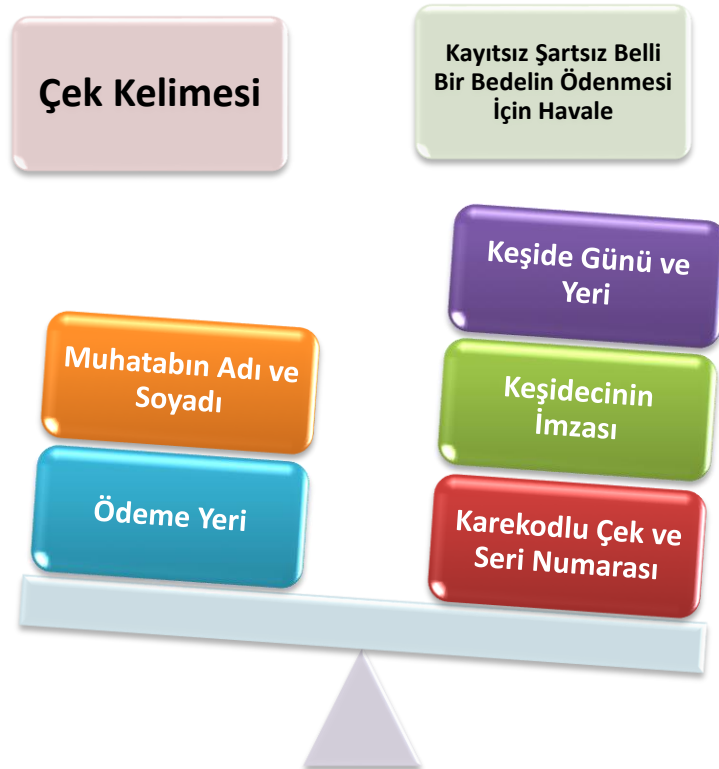 Çek Kelimesi
Kayıtsız Şartsız Belli
Bir Bedelin Ödenmesi
İçin Havale
Muhatabın Adı ve
Soyadı
Ödeme Yeri
Keşide Günü ve
Yeri
Keşidecinin
İmzası
Karekodlu Çek ve
Seri Numarası